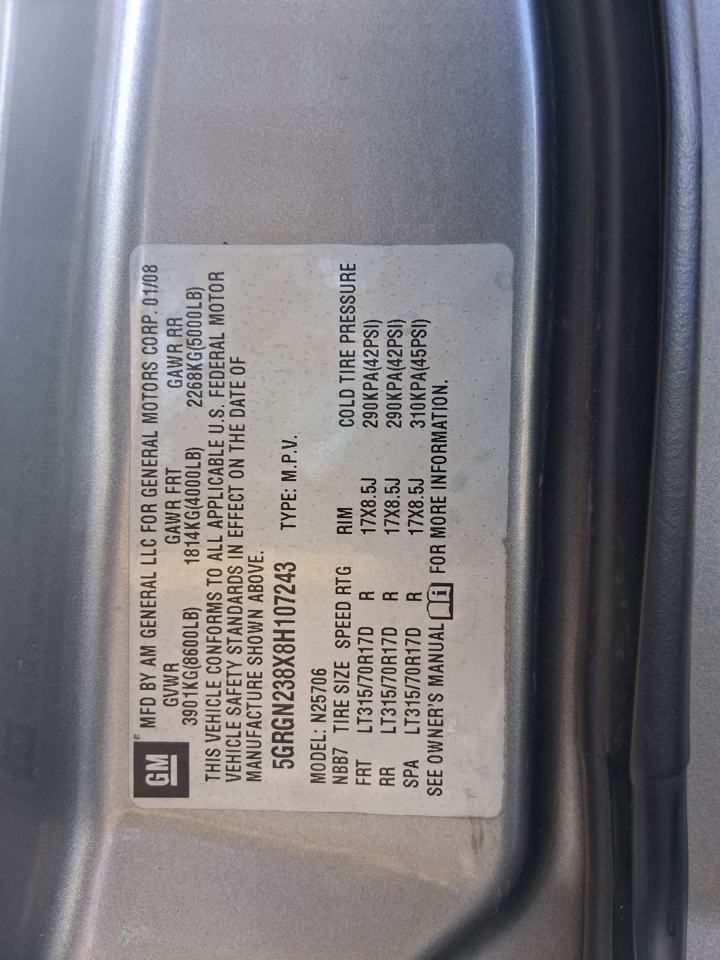 GM
MFD BY AM GENERAL LLC FOR GENERAL MOTORS CORP. 01/08
GVWR GAWR FRT GAWR RR
3901KG(8600LB) 1814KG(4000LB) 2268KG(5000LB)
THIS VEHICLE CONFORMS TO ALL APPLICABLE U.S. FEDERAL MOTOR
VEHICLE SAFETY STANDARDS IN EFFECT ON THE DATE OF
MANUFACTURE SHOWN ABOVE.
5GRGN238X8H107243 TYPE: M.P.V.
MODEL: N25706
NBB7 TIRE SIZE SPEED RTG RIM COLD TIRE PRESSURE
FRT LT315/70R17D R 17X8.5J 290KPA(42PSI)
RR LT315/70R17D R 17X8.5J 290KPA(42PSI)
SPA LT315/70R17D R 17X8.5J 310KPA(45PSI)
SEE OWNER'S MANUAL FOR MORE INFORMATION.